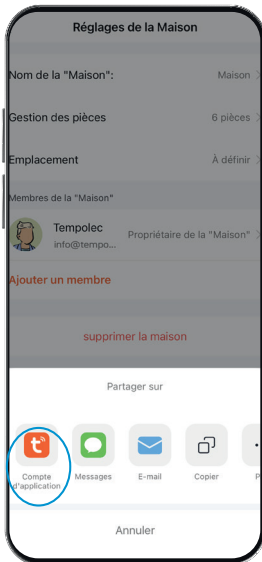 Réglages de la Maison
Nom de la "Maison": Maison
Gestion des pièces 6 pièces
Emplacement À définir
Membres de la "Maison"
Tempolec
info@tempo... Propriétaire de la "Maison"
Ajouter un membre
supprimer la maison
Partager sur
Compte d'application
Messages
E-mail
Copier
P
Annuler